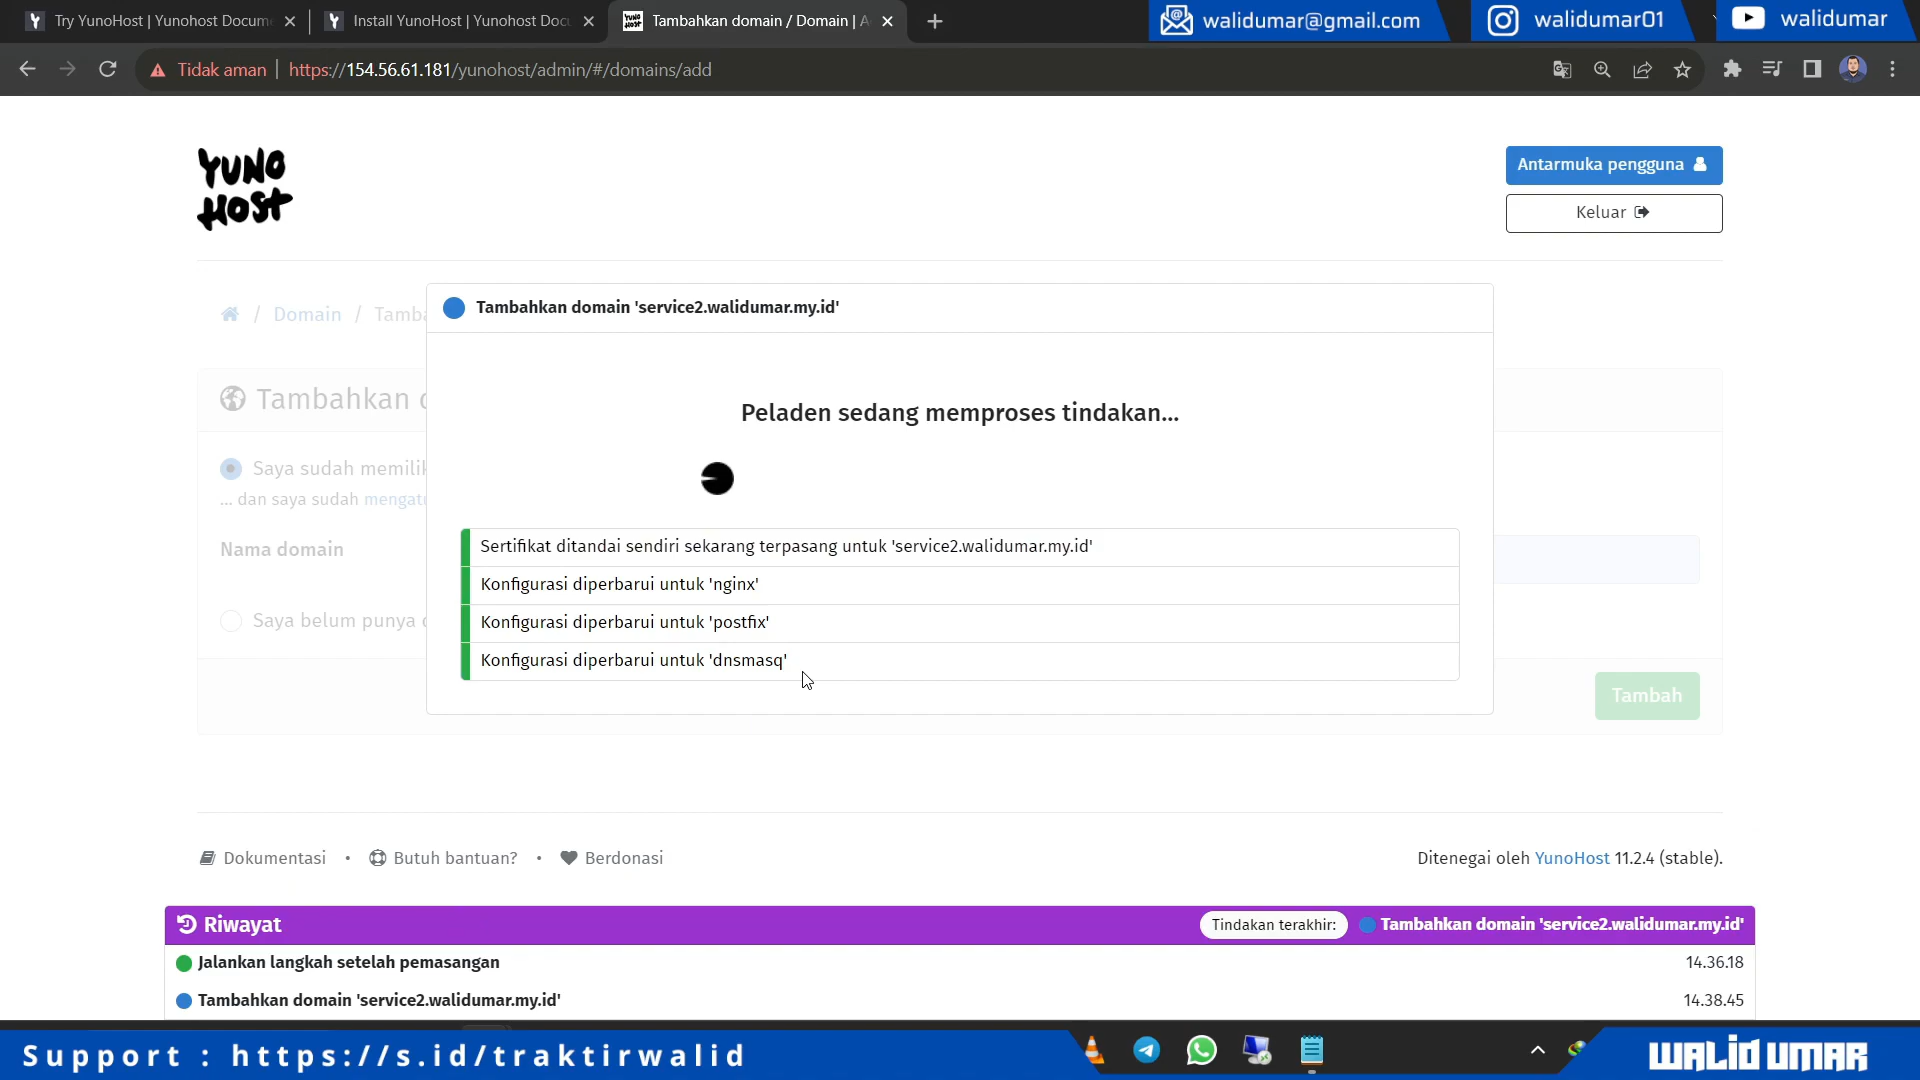 Try YunoHost | Yunohost Docume
Install YunoHost | Yunohost Docu
Tambahkan domain / Domain | A
walidumar@gmail.com
walidumar01
walidumar
Tidak aman
https://154.56.61.181/yunohost/admin/#/domains/add
YUNO
HOST
Antarmuka pengguna
Keluar
/ Domain / Tamba
Tambahkan domain 'service2.walidumar.my.id'
Tambahkan d
Peladen sedang memproses tindakan...
Saya sudah memilik
... dan saya sudah mengatu
Nama domain
Sertifikat ditandai sendiri sekarang terpasang untuk 'service2.walidumar.my.id'
Konfigurasi diperbarui untuk 'nginx'
Konfigurasi diperbarui untuk 'postfix'
Saya belum punya d
Konfigurasi diperbarui untuk 'dnsmasq'
Tambah
Dokumentasi • Butuh bantuan? • Berdonasi
Ditenegai oleh YunoHost 11.2.4 (stable).
Riwayat
Tindakan terakhir: Tambahkan domain 'service2.walidumar.my.id'
Jalankan langkah setelah pemasangan 14.36.18
Tambahkan domain 'service2.walidumar.my.id' 14.38.45
Support : https://s.id/traktirwalid
WALID UMAR